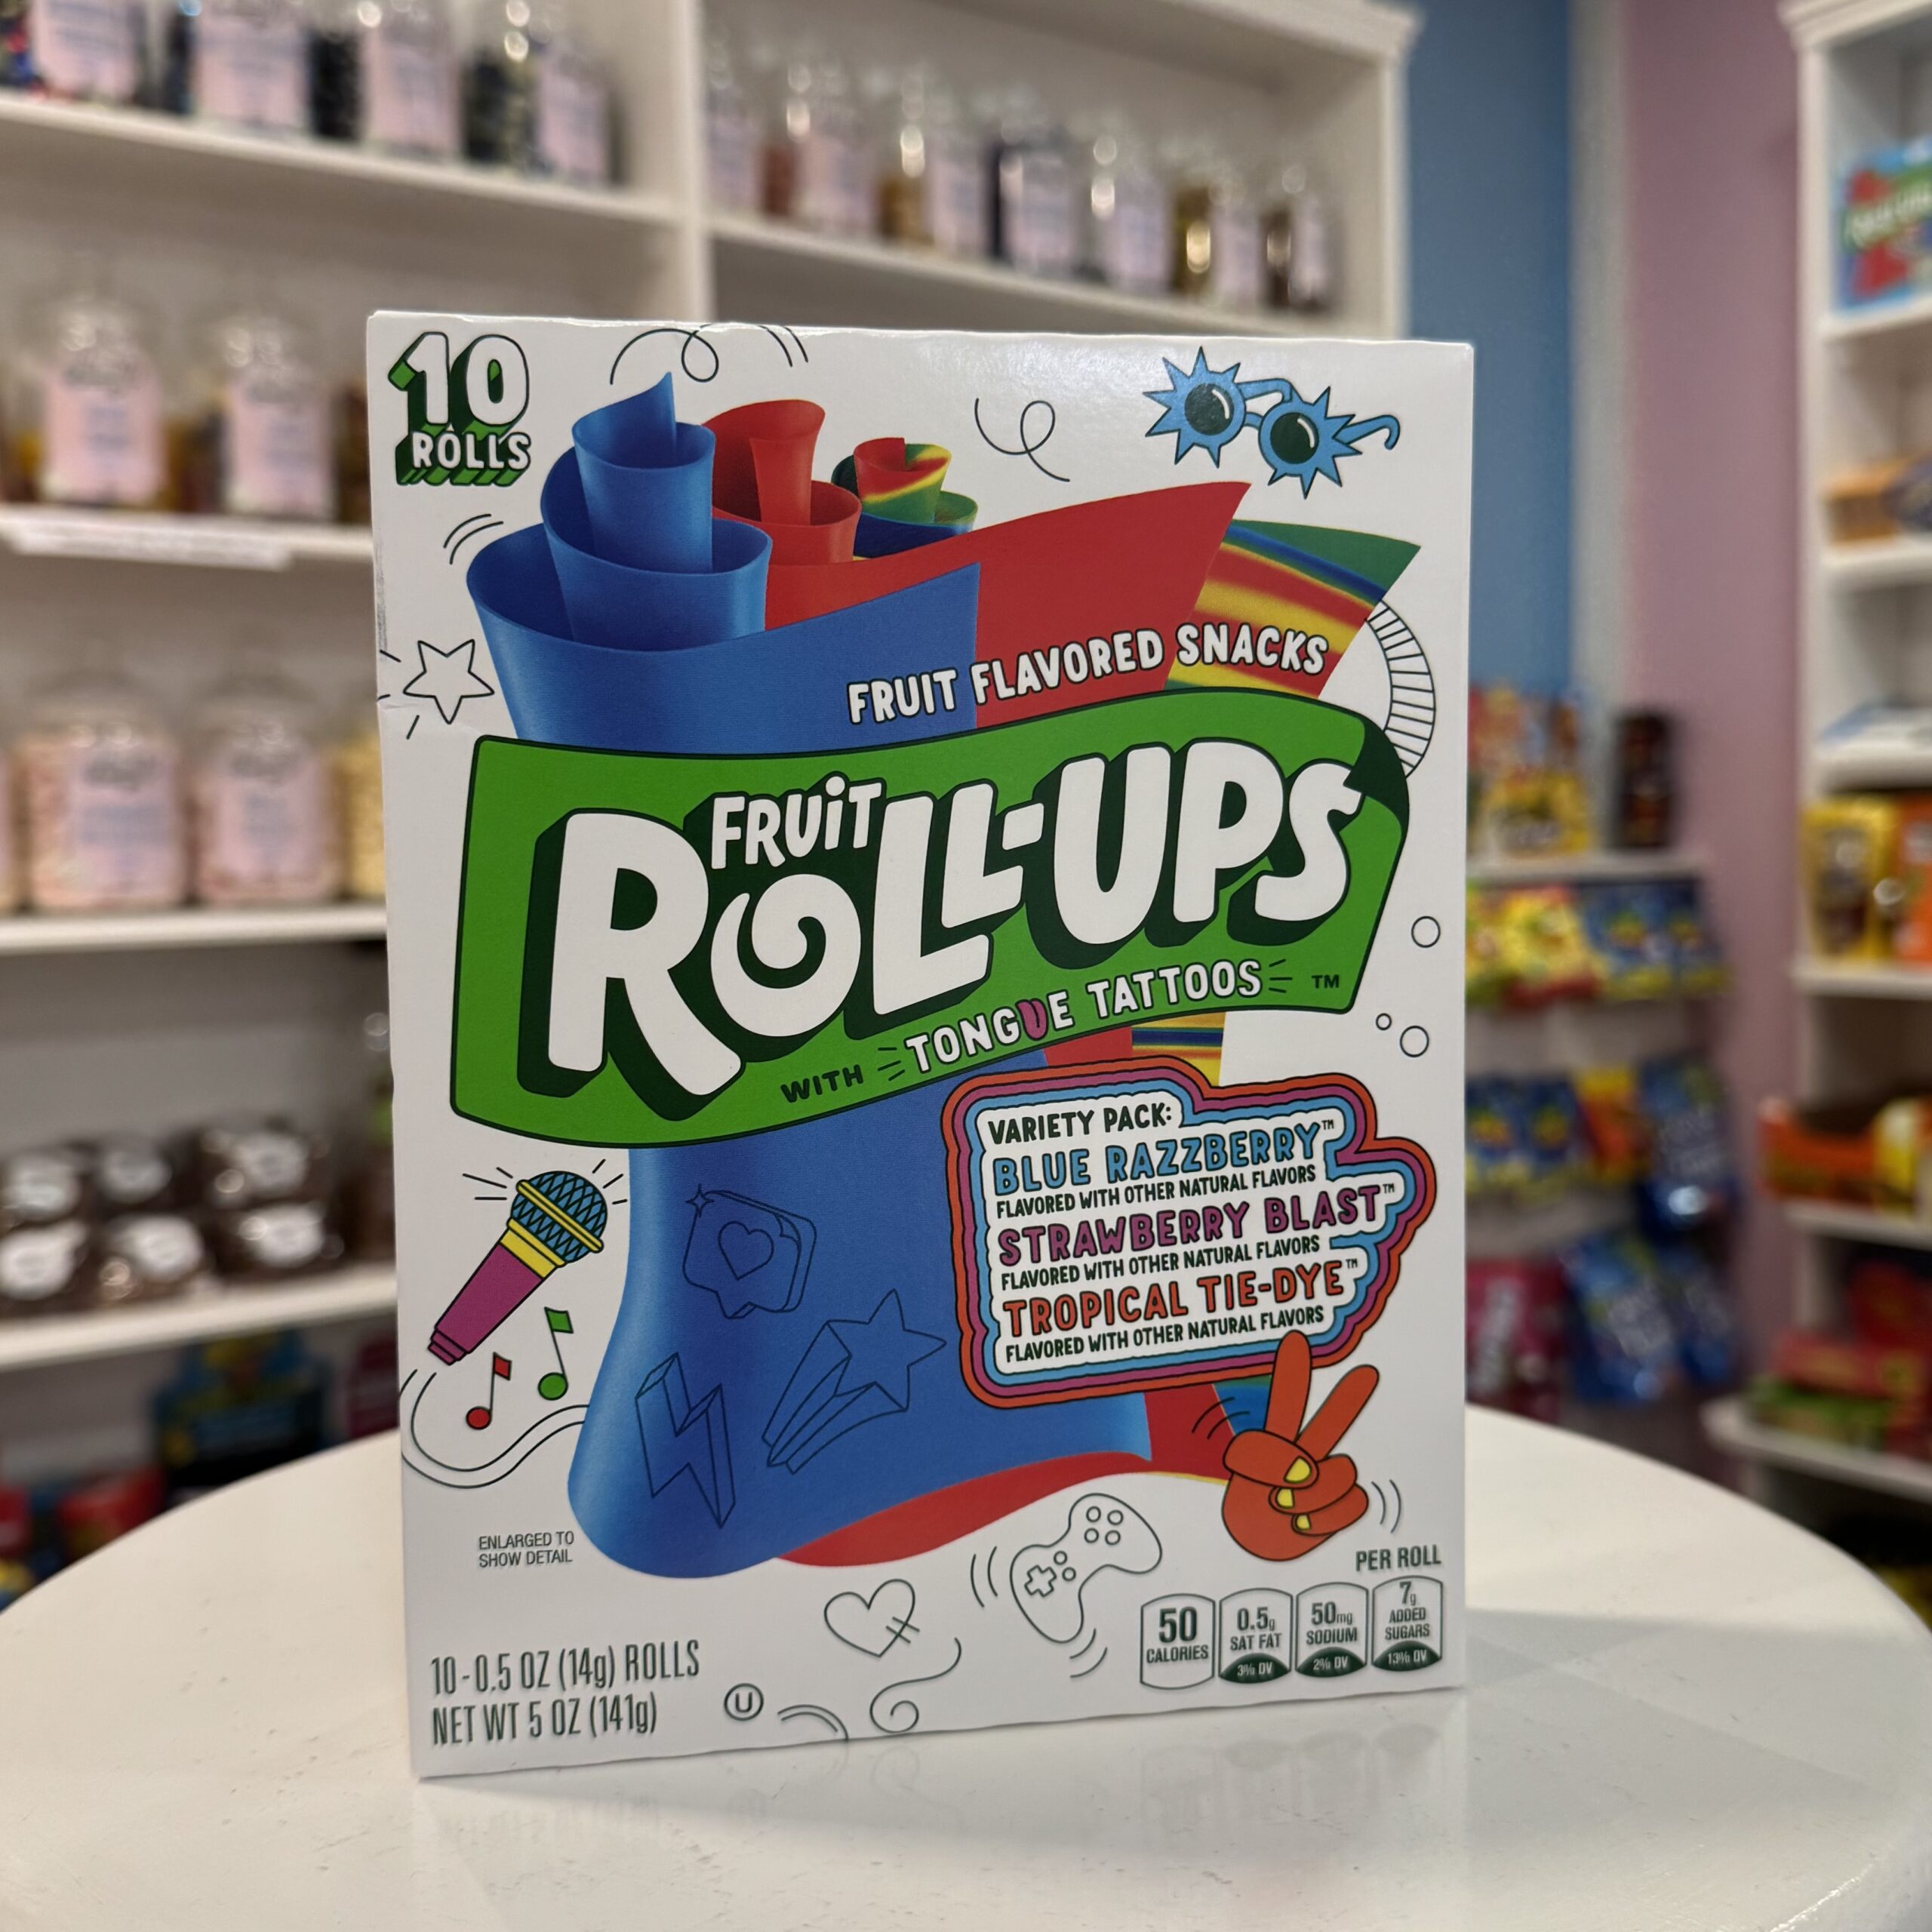 10
ROLLS
FRUIT FLAVORED SNACKS
FRUiT
ROLL-UPS
WITH TONGUE TATTOOS ™
VARIETY PACK:
BLUE RAZZBERRY™
FLAVORED WITH OTHER NATURAL FLAVORS
STRAWBERRY BLAST™
FLAVORED WITH OTHER NATURAL FLAVORS
TROPICAL TIE-DYE™
FLAVORED WITH OTHER NATURAL FLAVORS
ENLARGED TO
SHOW DETAIL
PER ROLL
50
CALORIES
0.5g
SAT FAT
3% DV
50mg
SODIUM
2% DV
7g
ADDED
SUGARS
13% DV
10-0.5 OZ (14g) ROLLS
NET WT 5 OZ (141g)
U